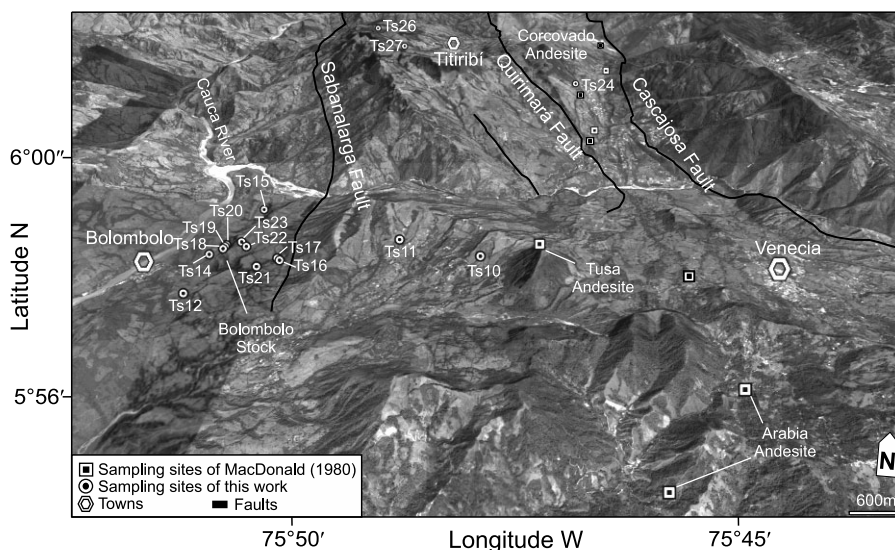 Ts26
Ts27
Titiribí
Corcovado
Andesite
Ts24
Cauca River
Sabanalarga Fault
Quirimará Fault
Cascajosa Fault
6°00′
Ts15
Ts20
Ts19
Ts23
Bolombolo
Ts18
Ts22
Ts17
Ts14
Ts16
Ts21
Ts12
Ts11
Ts10
Venecia
Tusa
Andesite
Bolombolo
Stock
Latitude N
5°56′
Arabia
Andesite
N
Sampling sites of MacDonald (1980)
Sampling sites of this work
Towns
Faults
600m
75°50′
Longitude W
75°45′